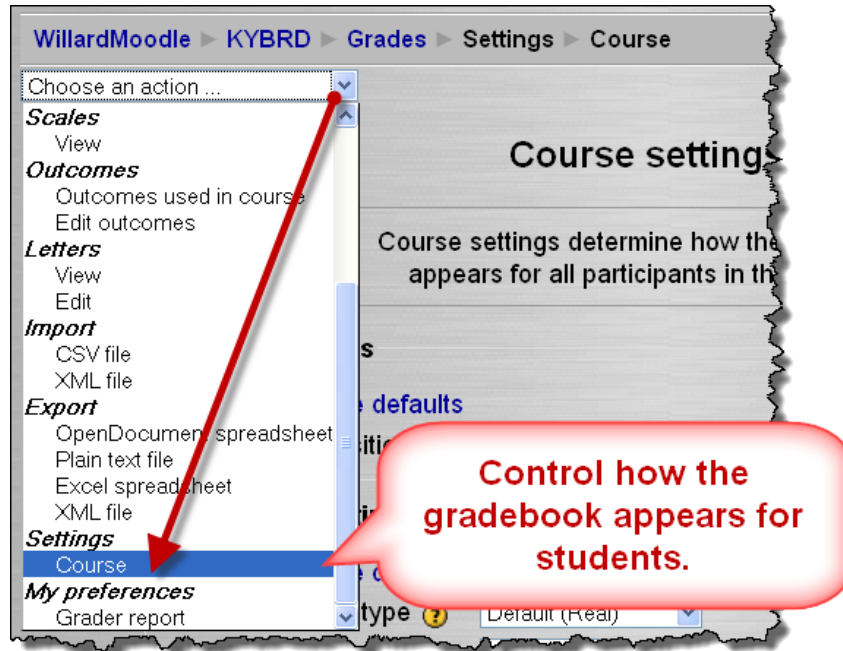 WillardMoodle ► KYBRD ► Grades ► Settings ► Course
Choose an action ...
Scales
View
Outcomes
Outcomes used in course
Edit outcomes
Letters
View
Edit
Import
CSV file
XML file
Export
OpenDocument spreadsheet
Plain text file
Excel spreadsheet
XML file
Settings
Course
My preferences
Grader report
Course setting
Course settings determine how the
appears for all participants in th
defaults
type
Default (Real)
Control how the
gradebook appears for
students.